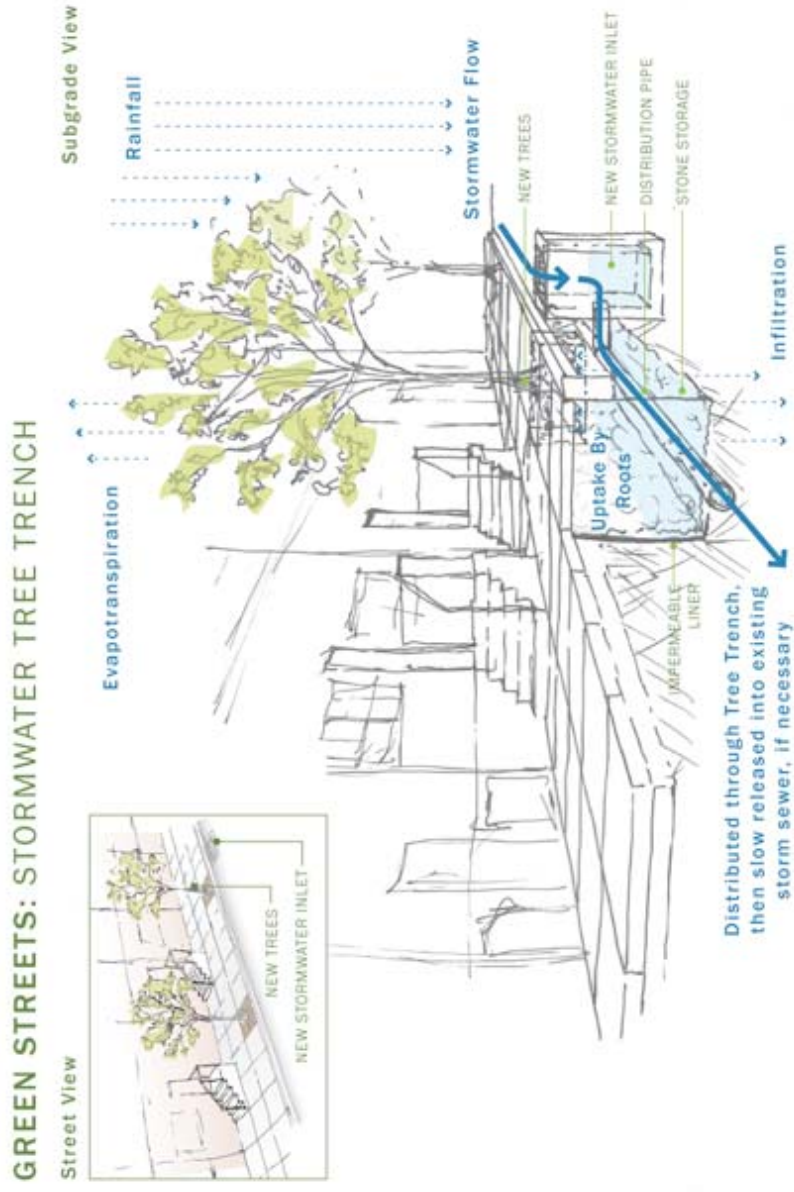 GREEN STREETS: STORMWATER TREE TRENCH
Street View
NEW TREES
NEW STORMWATER INLET
Subgrade View
Evapotranspiration
Rainfall
Stormwater Flow
NEW TREES
NEW STORMWATER INLET
DISTRIBUTION PIPE
STONE STORAGE
Uptake By
Roots
IMPERMEABLE
LINER
Infiltration
Distributed through Tree Trench,
then slow released into existing
storm sewer, if necessary